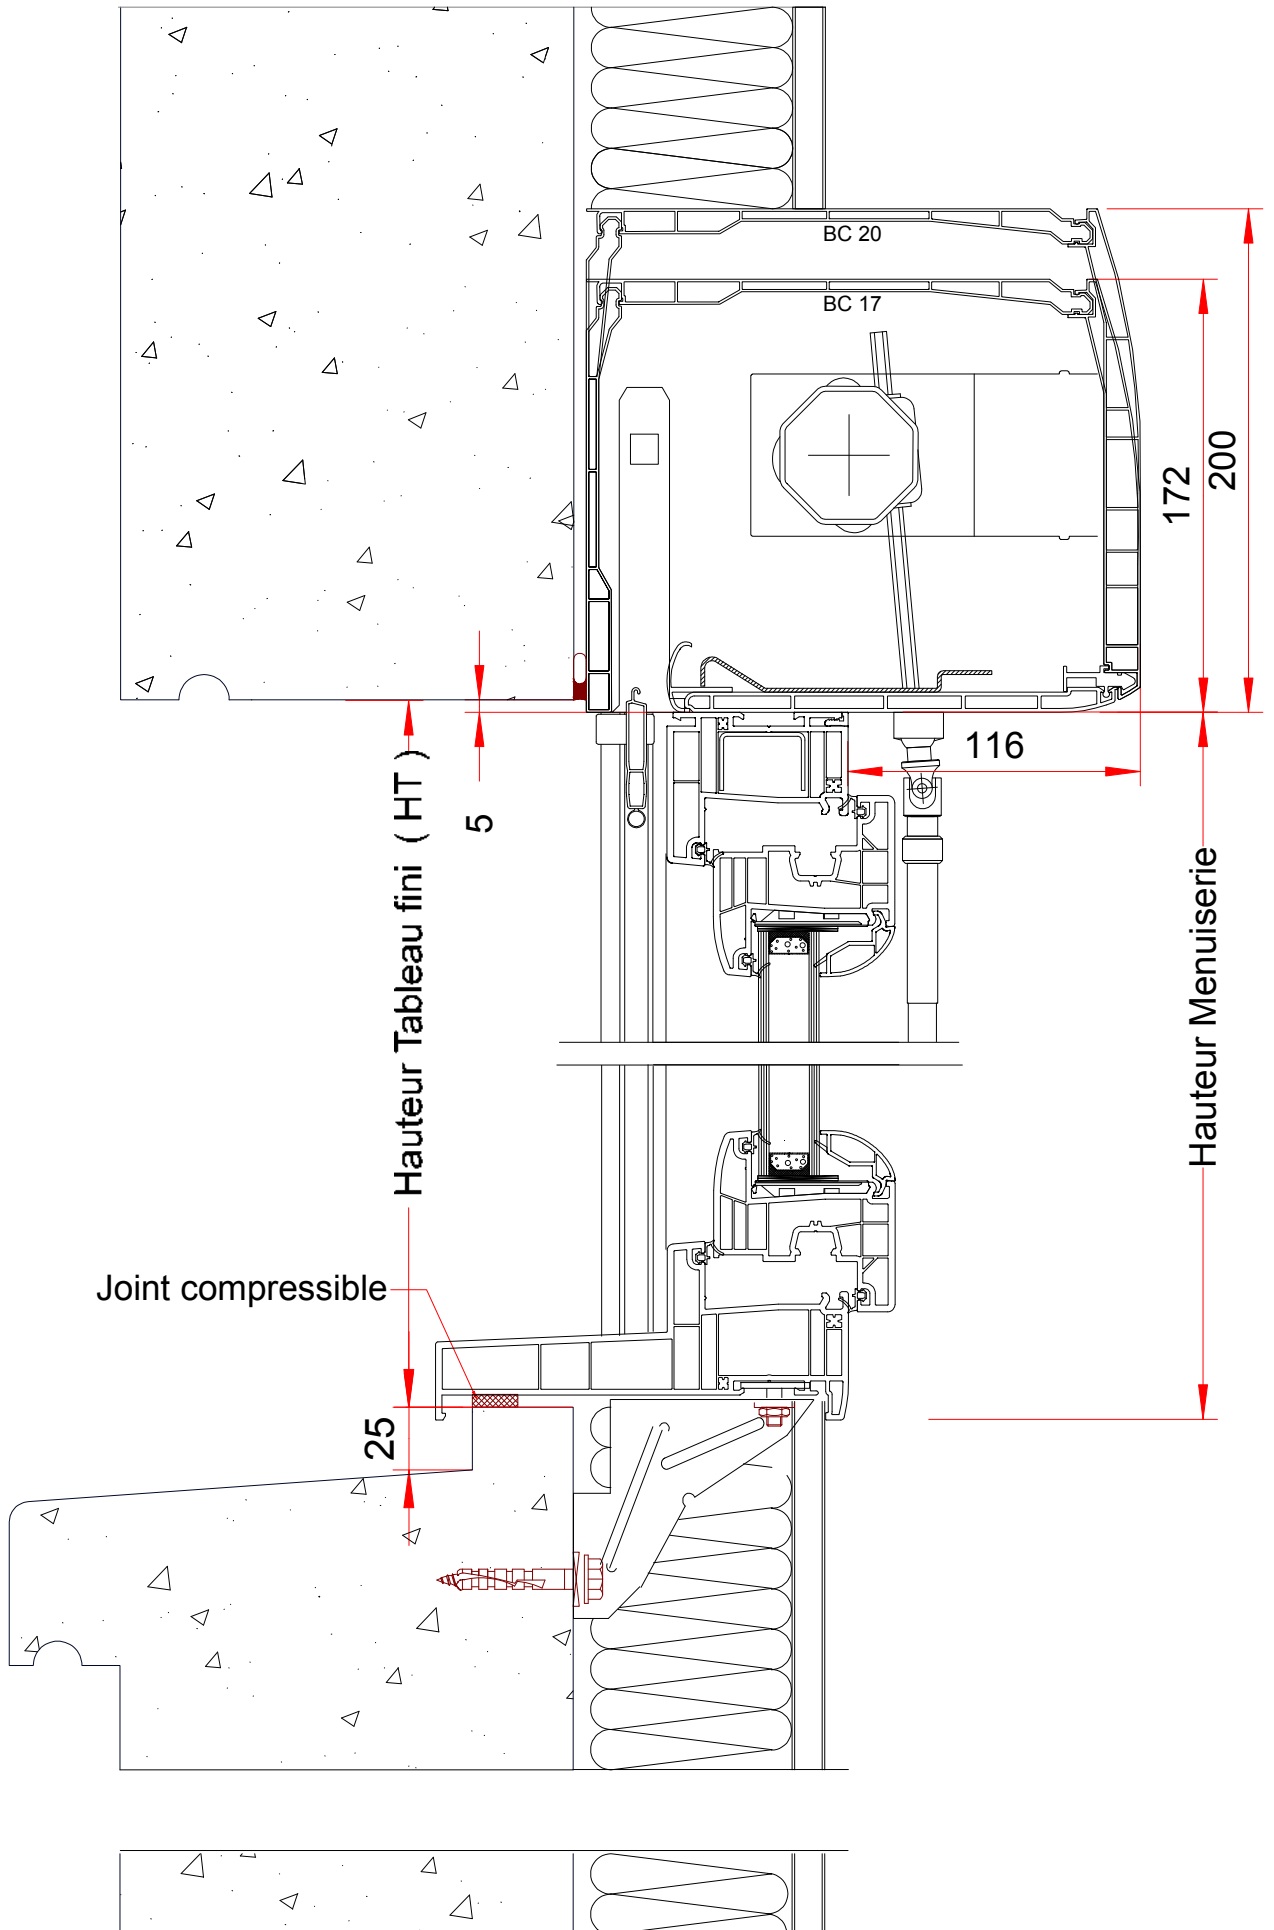 BC 20
BC 17
172
200
116
5
Hauteur Tableau fini ( HT )
Hauteur Menuiserie
Joint compressible
25